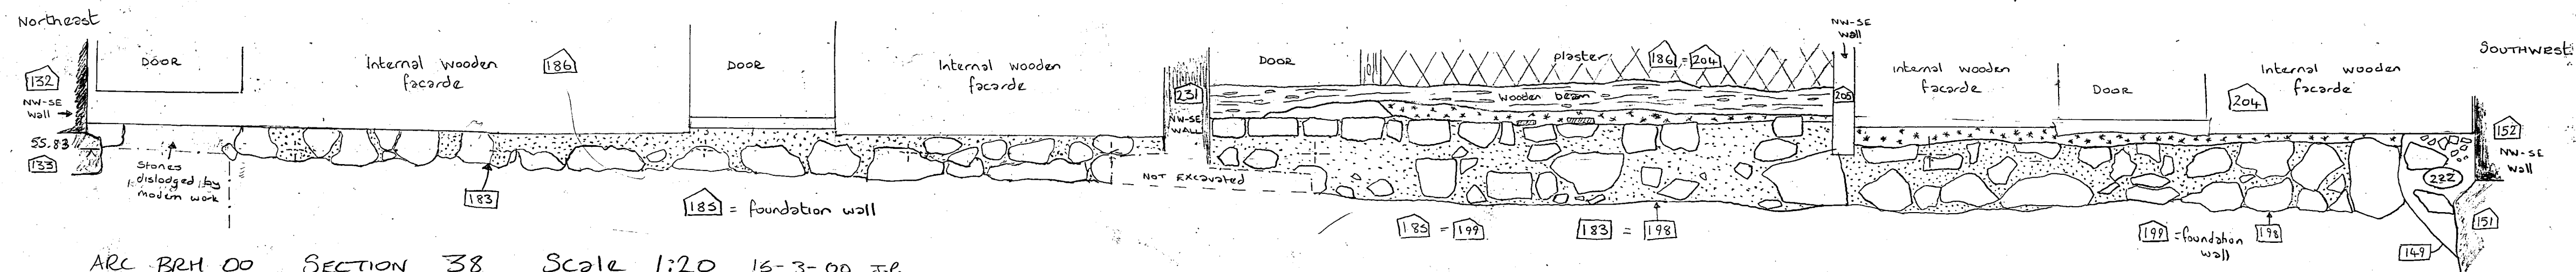 Northeast
132
NW-SE
wall
55.83
133
DOOR
Stones
dislodged by
modern work
Internal wooden
facarde
186
183
185 = foundation wall
DOOR
Internal wooden
facarde
231
NW-SE
WALL
NOT EXCAVATED
DOOR
plaster
186 = 204
wooden beam
185 = 199
183 = 198
NW-SE
wall
205
Internal wooden
facarde
DOOR
204
Internal wooden
facarde
199 = foundation
wall
198
SOUTHWEST
152
NW-SE
wall
222
151
149
ARC BRH 00 SECTION 38 Scale 1:20 15-3-00